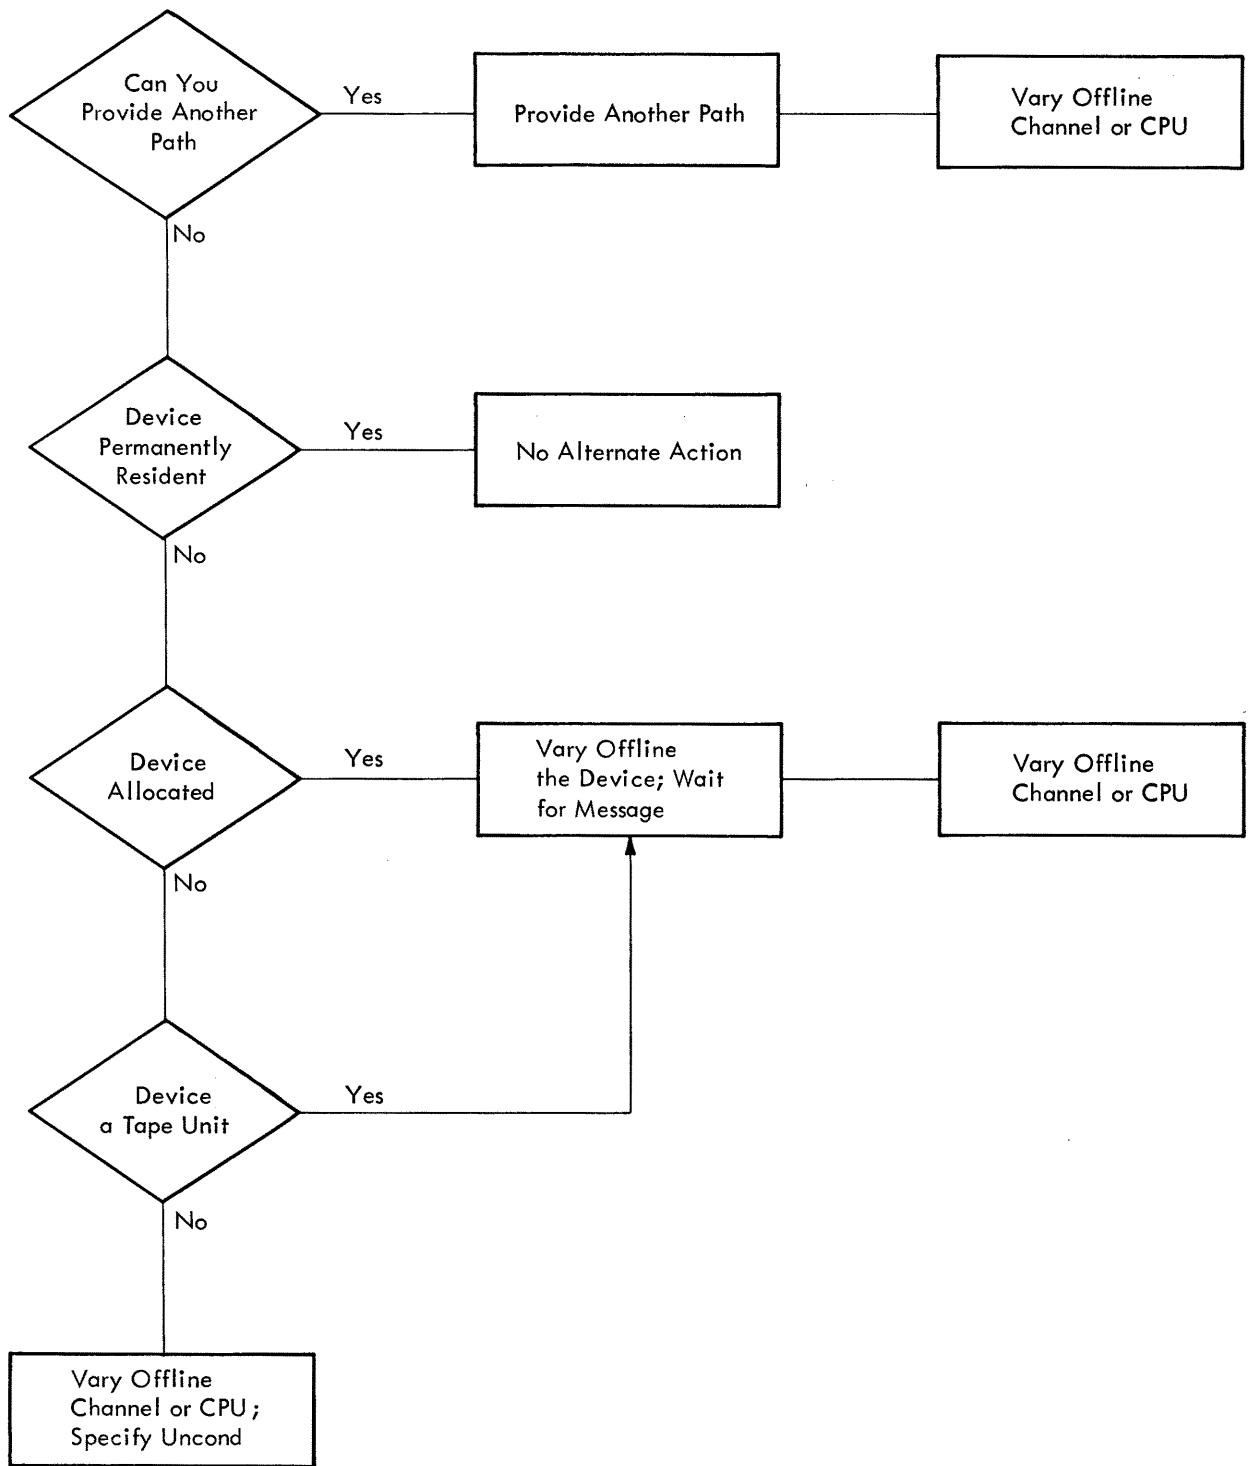 Can You
Provide Another
Path
Yes
Provide Another Path
Vary Offline
Channel or CPU
No
Device
Permanently
Resident
Yes
No Alternate Action
No
Device
Allocated
Yes
Vary Offline
the Device; Wait
for Message
Vary Offline
Channel or CPU
No
Device
a Tape Unit
Yes
No
Vary Offline
Channel or CPU;
Specify Uncond